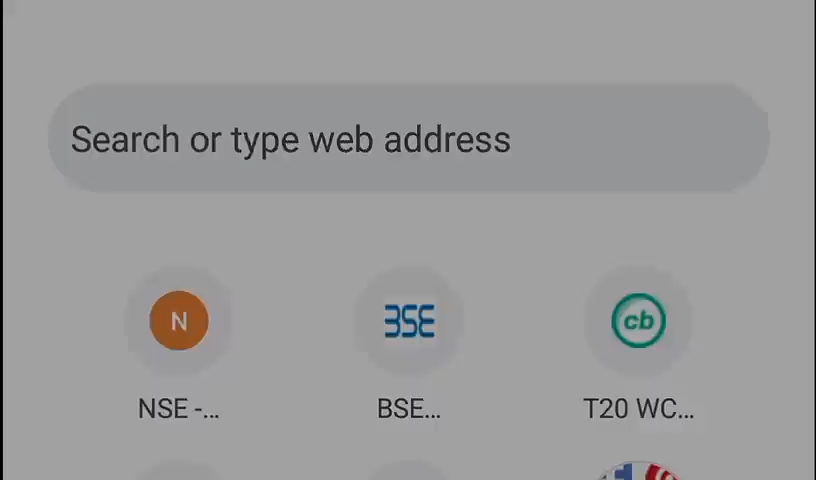 Search or type web address
N
BSE
cb
NSE -...
BSE...
T20 WC...